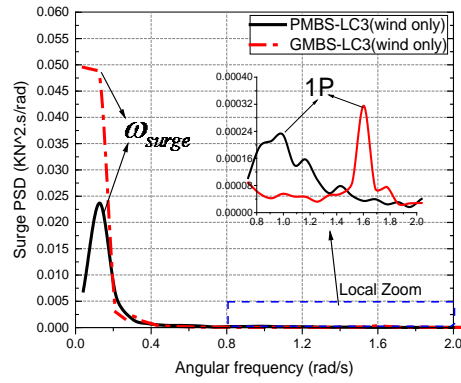 PMBS-LC3(wind only)
GMBS-LC3(wind only)
0.055
0.050
0.045
0.040
0.035
0.030
0.025
0.020
0.015
0.010
0.005
0.000
Surge PSD (KN^2.s/rad)
ω_surge
0.00040
0.00032
0.00024
0.00016
0.00008
0.00000
1P
0.8 1.0 1.2 1.4 1.6 1.8 2.0
Local Zoom
0.0 0.4 0.8 1.2 1.6 2.0
Angular frequency (rad/s)